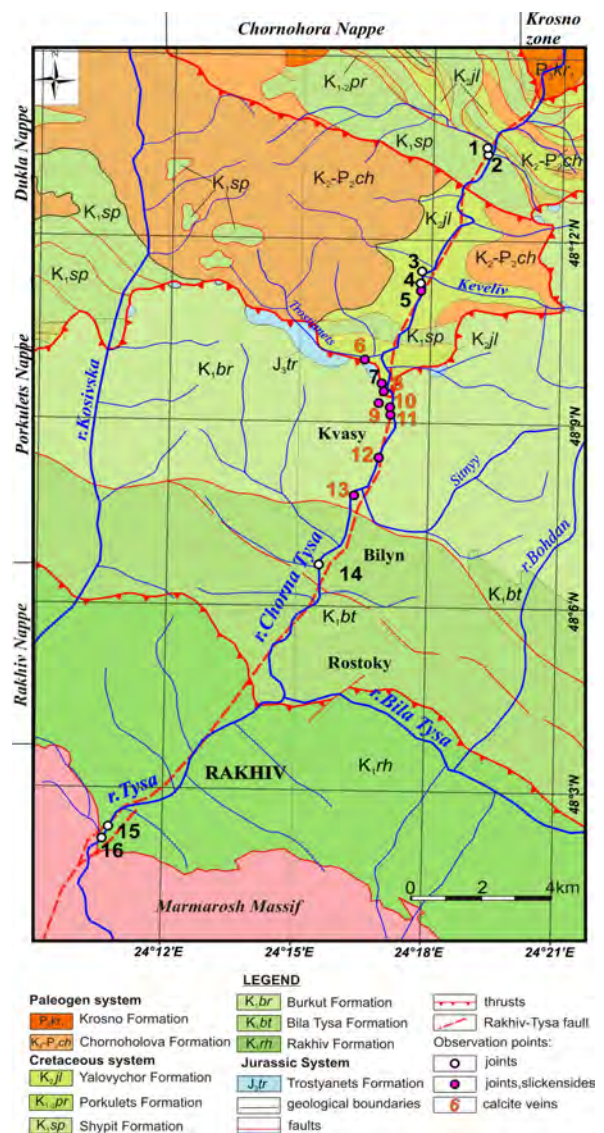 Chornohora Nappe
Krosno
zone
Dukla Nappe
Porkulets Nappe
Rakhiv Nappe
K₁₋₂pr
K₂jl
P₃kr.
K₁sp
1
2
K₂-P₂ch
K₁sp
K₂-P₂ch
K₂jl
K₁sp
3
4
5
K₂-P₂ch
Keveliv
48°12'N
Trostyanets
K₁sp
K₂jl
6
J₃tr
K₁br
7
8
9
10
11
r.Kosivska
Kvasy
48°9'N
12
Sitnyy
13
r.Bohdan
r.Chorna Tysa
Bilyn
14
K₁bt
K₁bt
48°6'N
Rostoky
r.Bila Tysa
K₁rh
RAKHIV
r.Tysa
48°3'N
15
16
0 2 4km
Marmarosh Massif
24°12'E 24°15'E 24°18'E 24°21'E
LEGEND
Paleogen system
P₃kr. Krosno Formation
K₂-P₂ch Chornoholova Formation
Cretaceous system
K₂jl Yalovychor Formation
K₁₋₂pr Porkulets Formation
K₁sp Shypit Formation
K₁br Burkut Formation
K₁bt Bila Tysa Formation
K₁rh Rakhiv Formation
Jurassic System
J₃tr Trostyanets Formation
geological boundaries
faults
thrusts
Rakhiv-Tysa fault
Observation points:
joints
joints,slickensides
6 calcite veins